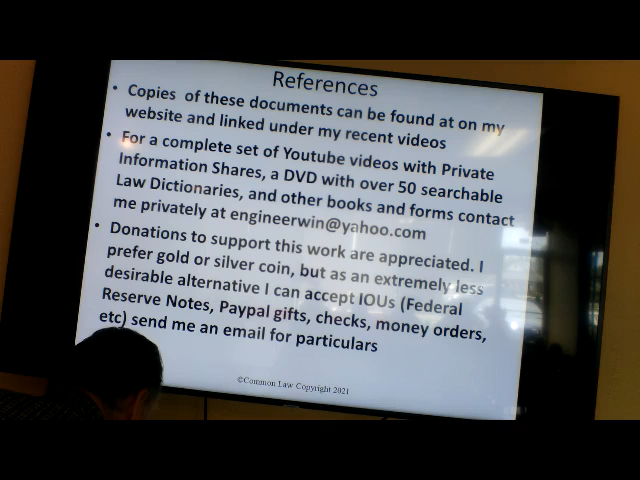 References
• Copies of these documents can be found at on my
website and linked under my recent videos
• For a complete set of Youtube videos with Private
Information Shares, a DVD with over 50 searchable
Law Dictionaries, and other books and forms contact
me privately at engineerwin@yahoo.com
• Donations to support this work are appreciated. I
prefer gold or silver coin, but as an extremely less
desirable alternative I can accept IOUs (Federal
Reserve Notes, Paypal gifts, checks, money orders,
etc) send me an email for particulars
©Common Law Copyright 2021